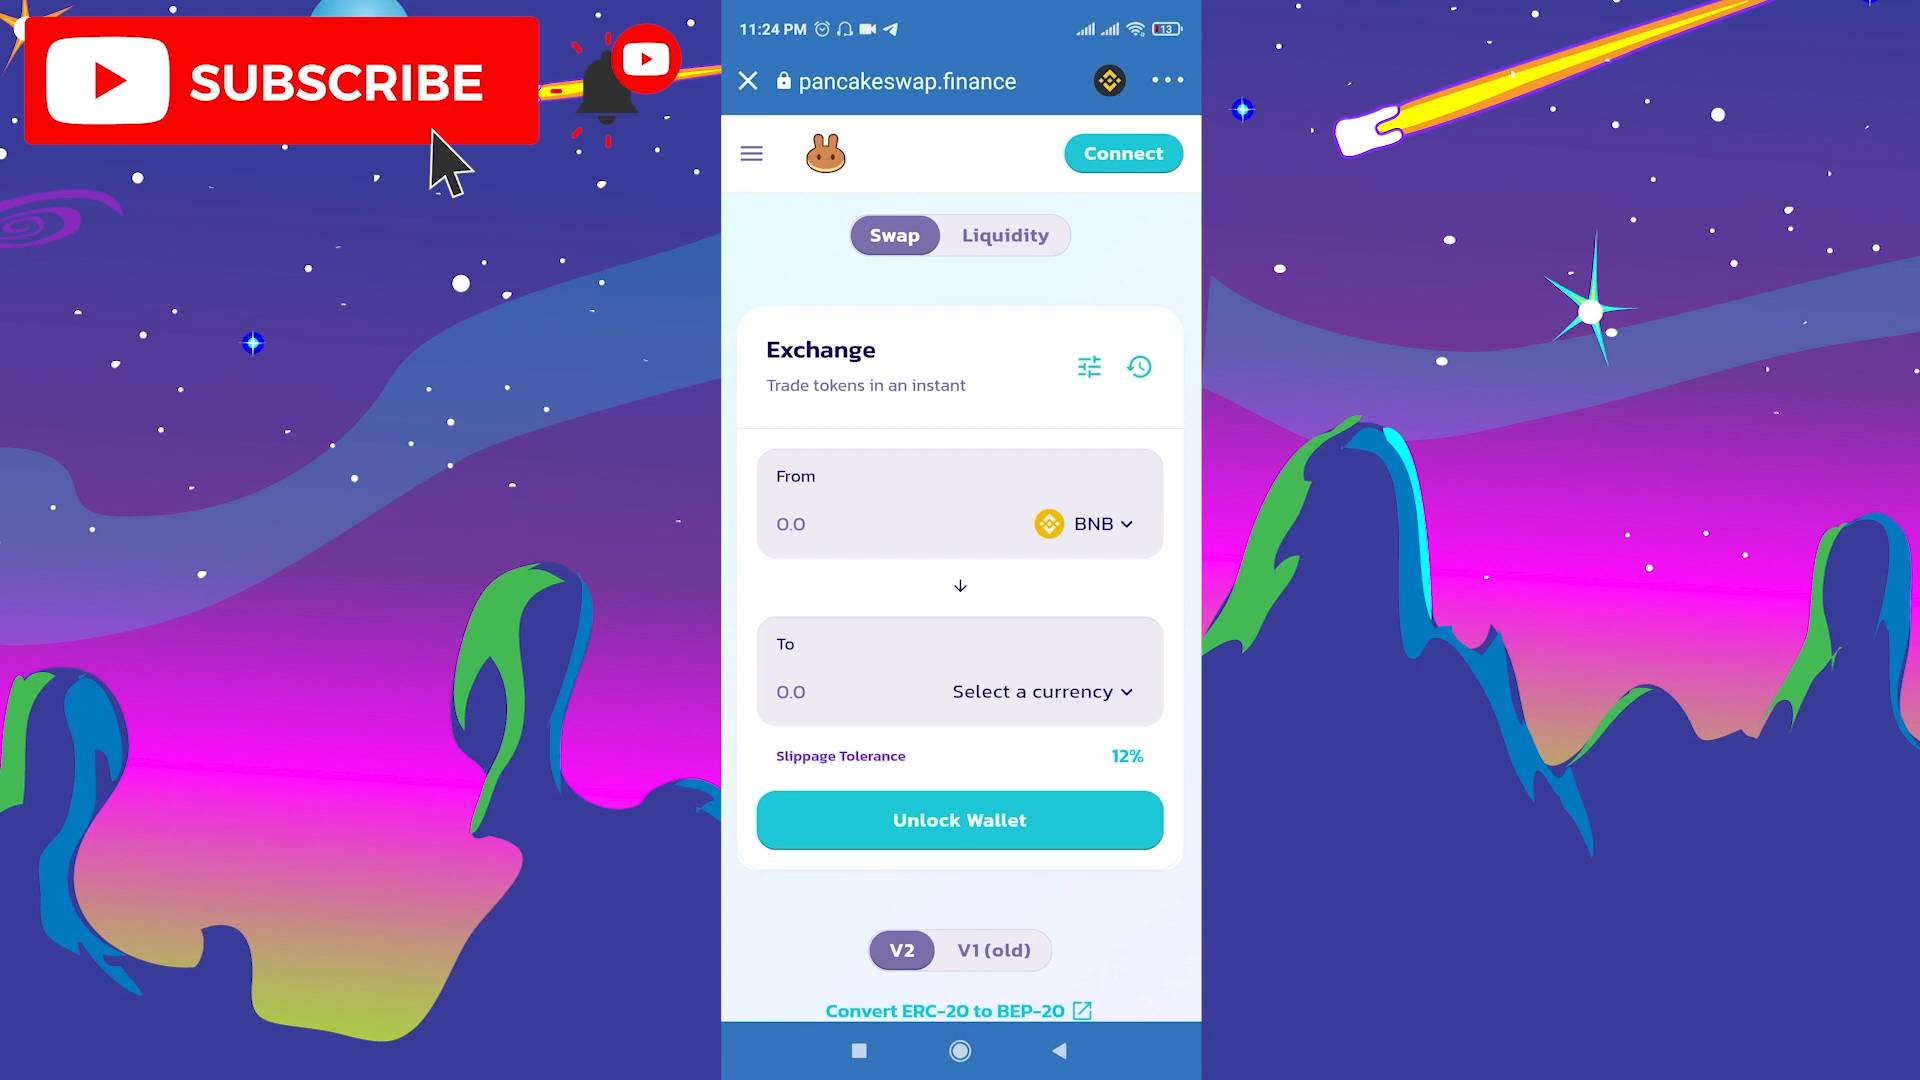 SUBSCRIBE
11:24 PM
13
pancakeswap.finance
Connect
Swap
Liquidity
Exchange
Trade tokens in an instant
From
0.0
BNB
To
0.0
Select a currency
Slippage Tolerance
12%
Unlock Wallet
V2
V1 (old)
Convert ERC-20 to BEP-20